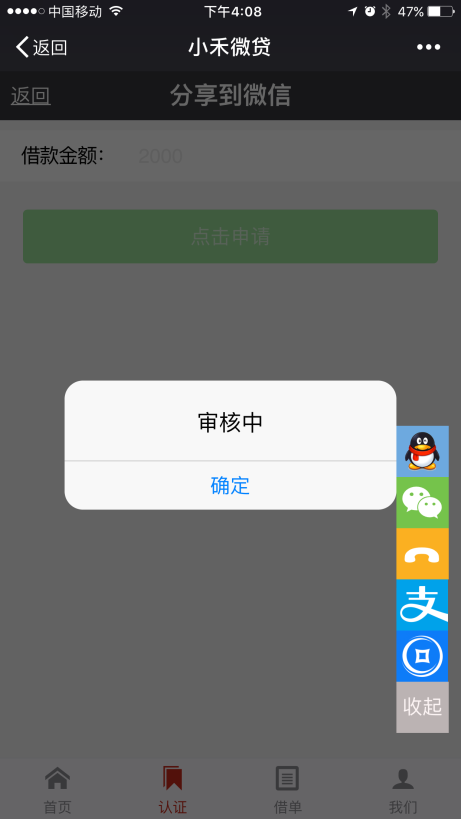 中国移动 下午4:08 47%
返回 小禾微贷
返回 分享到微信
借款金额: 2000
点击申请
审核中
确定
收起
首页 认证 借单 我们